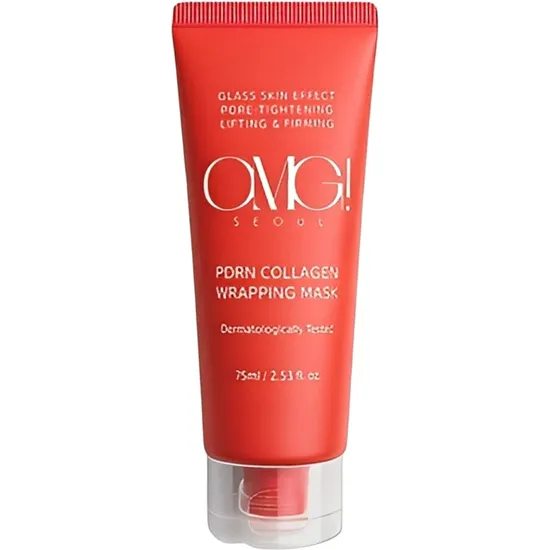 GLASS SKIN EFFECT
PORE-TIGHTENING
LIFTING & FIRMING
OMG!
SEOUL
PDRN COLLAGEN
WRAPPING MASK
Dermatologically Tested
75ml / 2.53 fl. oz